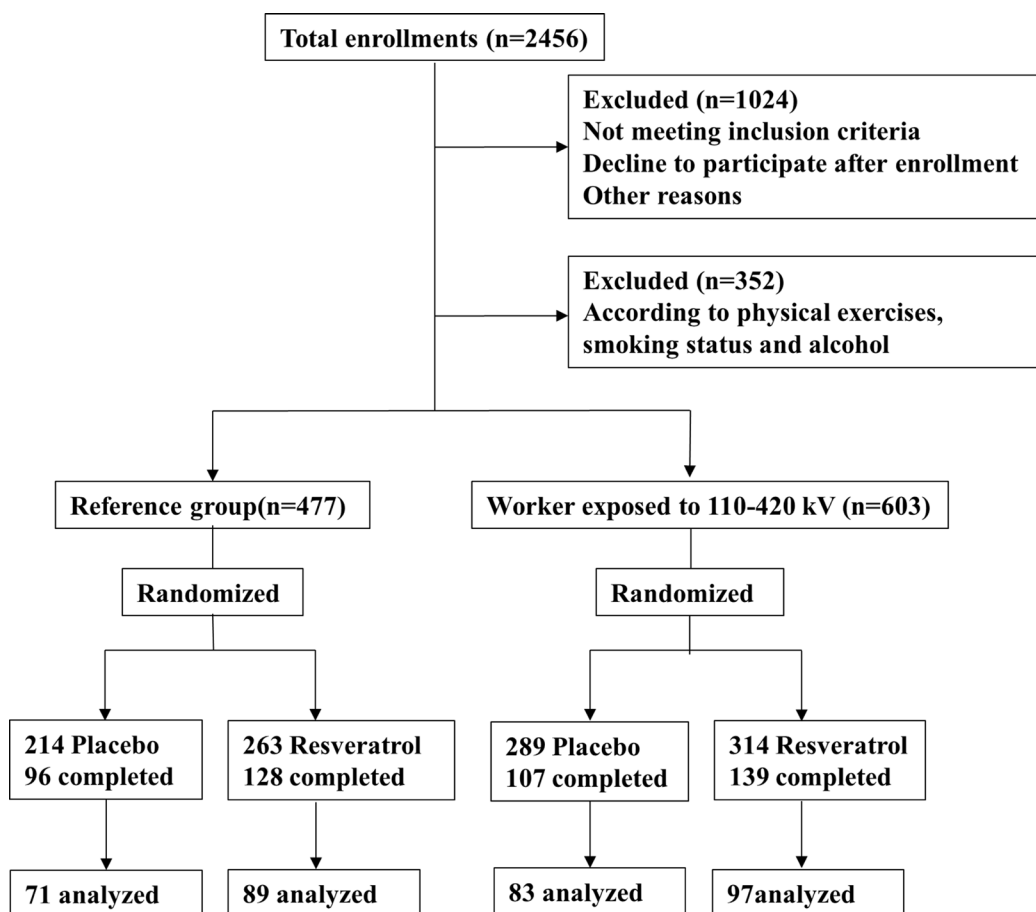 Total enrollments (n=2456)
Excluded (n=1024)
Not meeting inclusion criteria
Decline to participate after enrollment
Other reasons
Excluded (n=352)
According to physical exercises,
smoking status and alcohol
Reference group(n=477)
Worker exposed to 110-420 kV (n=603)
Randomized
Randomized
214 Placebo
96 completed
263 Resveratrol
128 completed
289 Placebo
107 completed
314 Resveratrol
139 completed
71 analyzed
89 analyzed
83 analyzed
97analyzed